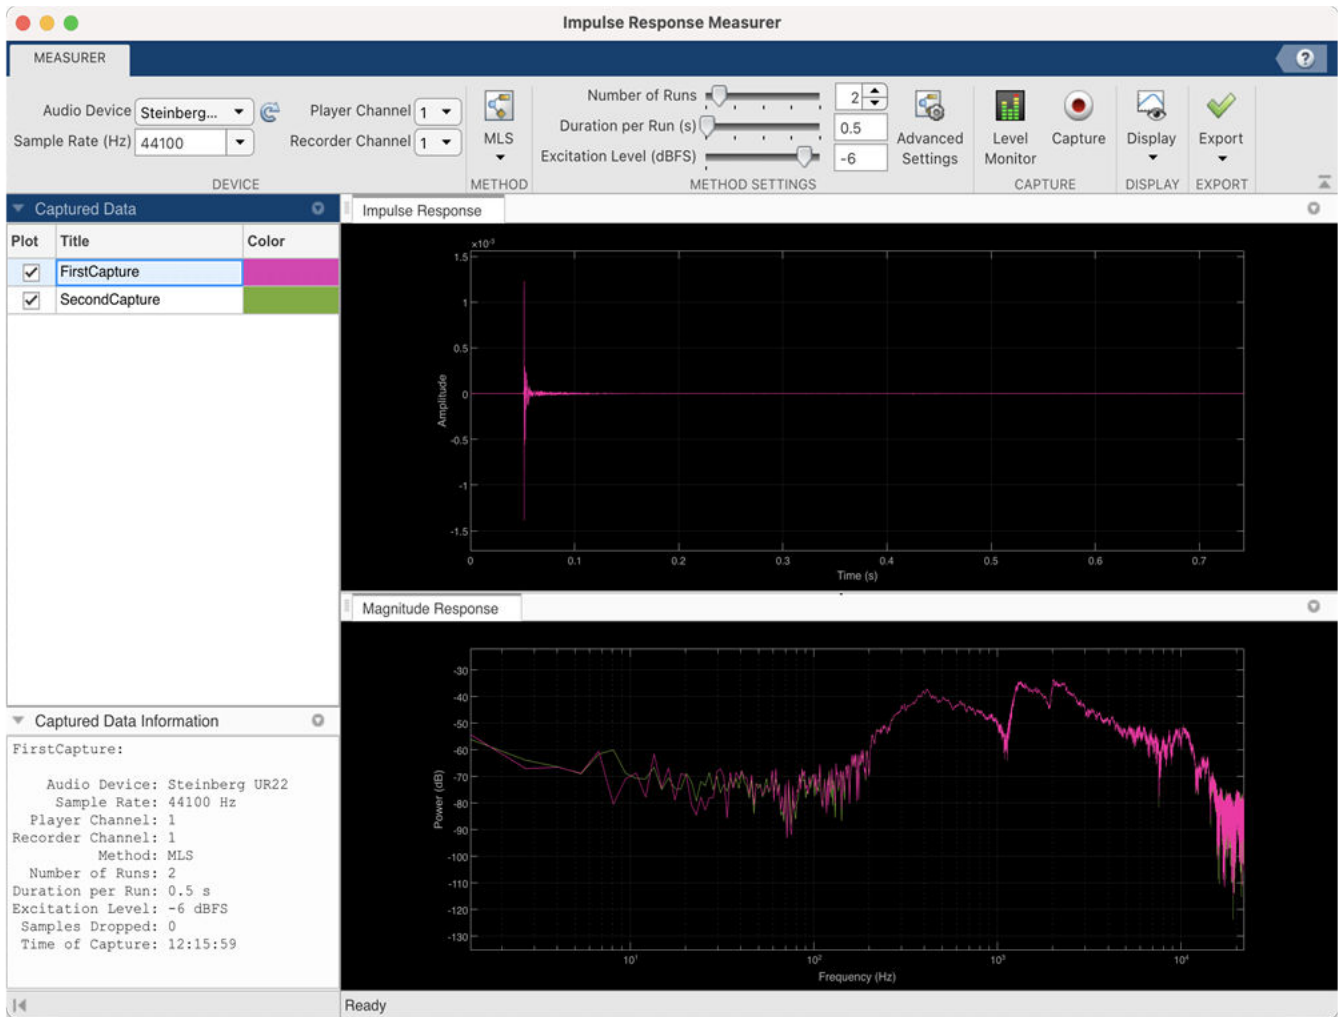 Impulse Response Measurer
MEASURER
?
Audio Device Steinberg... Player Channel 1
Sample Rate (Hz) 44100 Recorder Channel 1
DEVICE
MLS
METHOD
Number of Runs 2
Duration per Run (s) 0.5
Excitation Level (dBFS) -6
Advanced
Settings
METHOD SETTINGS
Level
Monitor
Capture
CAPTURE
Display
DISPLAY
Export
EXPORT
Captured Data
Plot Title Color
FirstCapture
SecondCapture
Captured Data Information
FirstCapture:
Audio Device: Steinberg UR22
Sample Rate: 44100 Hz
Player Channel: 1
Recorder Channel: 1
Method: MLS
Number of Runs: 2
Duration per Run: 0.5 s
Excitation Level: -6 dBFS
Samples Dropped: 0
Time of Capture: 12:15:59
Impulse Response
×10⁻³
1.5
1
0.5
0
-0.5
-1
-1.5
Amplitude
0 0.1 0.2 0.3 0.4 0.5 0.6 0.7
Time (s)
Magnitude Response
-30
-40
-50
-60
-70
-80
-90
-100
-110
-120
-130
Power (dB)
10¹ 10² 10³ 10⁴
Frequency (Hz)
Ready